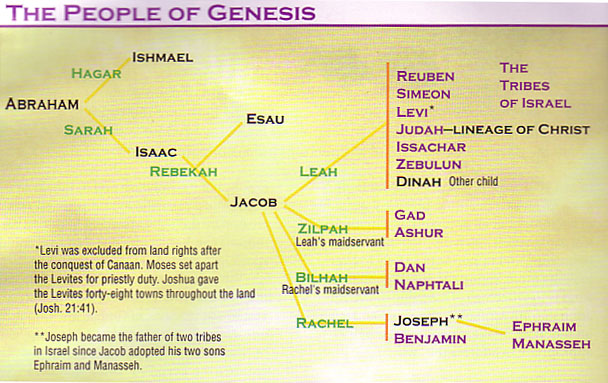 THE PEOPLE OF GENESIS
ISHMAEL
HAGAR
ABRAHAM
SARAH
ISAAC
ESAU
REBEKAH
JACOB
LEAH
REUBEN
SIMEON
LEVI*
JUDAH—LINEAGE OF CHRIST
ISSACHAR
ZEBULUN
DINAH Other child
THE
TRIBES
OF ISRAEL
ZILPAH
Leah's maidservant
GAD
ASHUR
BILHAH
Rachel's maidservant
DAN
NAPHTALI
RACHEL
JOSEPH**
BENJAMIN
EPHRAIM
MANASSEH
*Levi was excluded from land rights after
the conquest of Canaan. Moses set apart
the Levites for priestly duty. Joshua gave
the Levites forty-eight towns throughout the land
(Josh. 21:41).
**Joseph became the father of two tribes
in Israel since Jacob adopted his two sons
Ephraim and Manasseh.